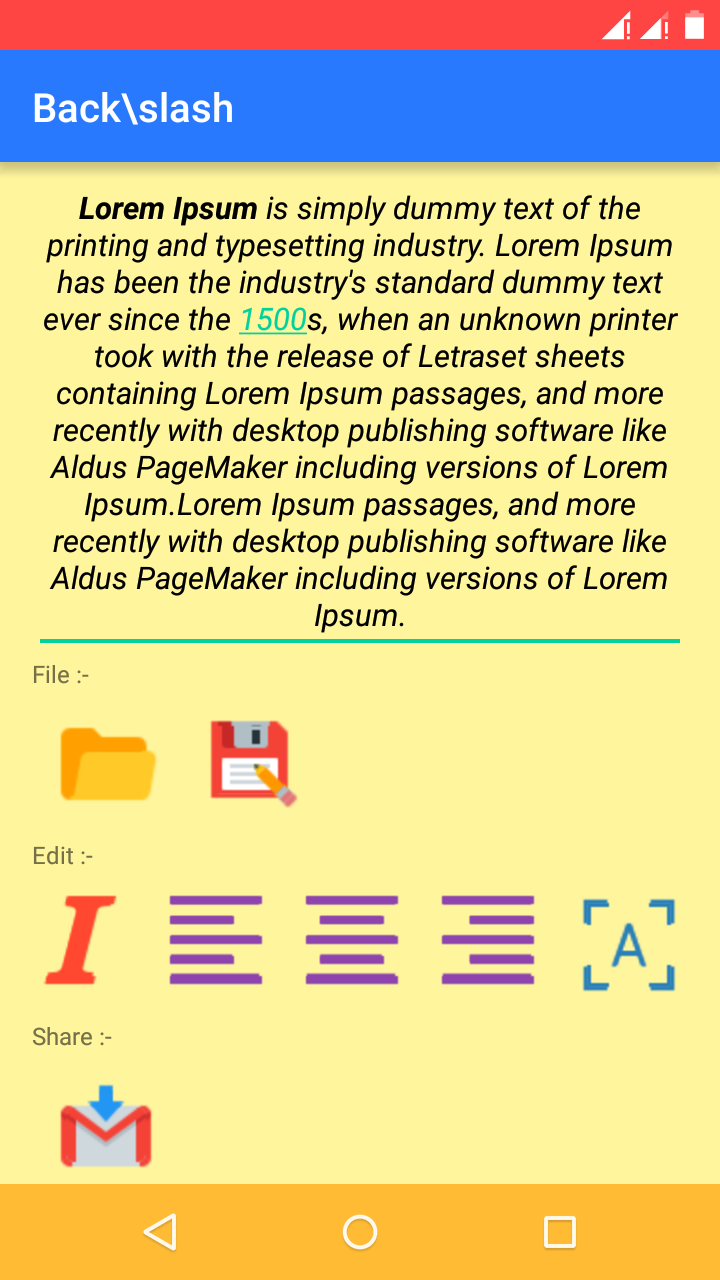 Back\slash
Lorem Ipsum is simply dummy text of the
printing and typesetting industry. Lorem Ipsum
has been the industry's standard dummy text
ever since the 1500s, when an unknown printer
took with the release of Letraset sheets
containing Lorem Ipsum passages, and more
recently with desktop publishing software like
Aldus PageMaker including versions of Lorem
Ipsum.Lorem Ipsum passages, and more
recently with desktop publishing software like
Aldus PageMaker including versions of Lorem
Ipsum.
File :-
Edit :-
I
A
Share :-